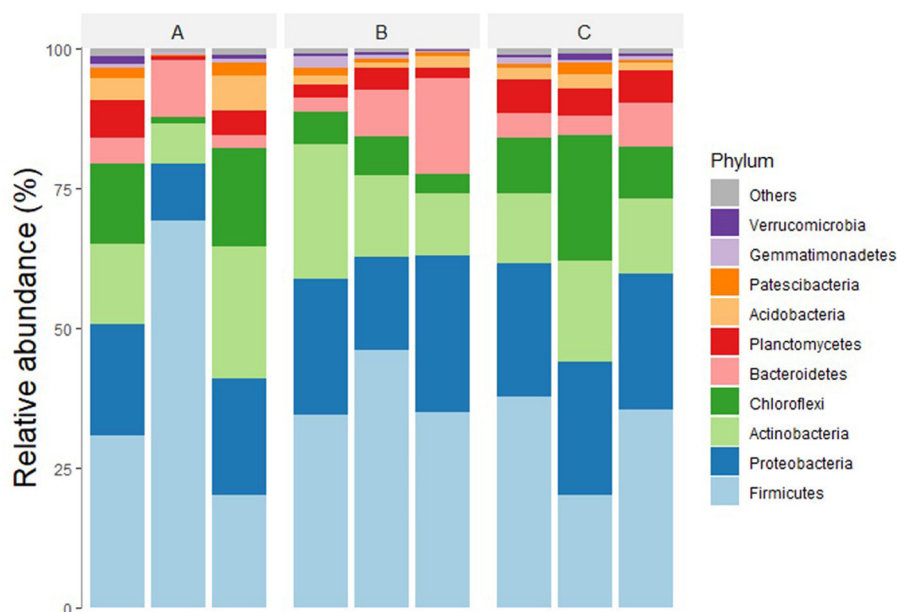 A B C
Relative abundance (%)
100
75
50
25
0
Phylum
Others
Verrucomicrobia
Gemmatimonadetes
Patescibacteria
Acidobacteria
Planctomycetes
Bacteroidetes
Chloroflexi
Actinobacteria
Proteobacteria
Firmicutes